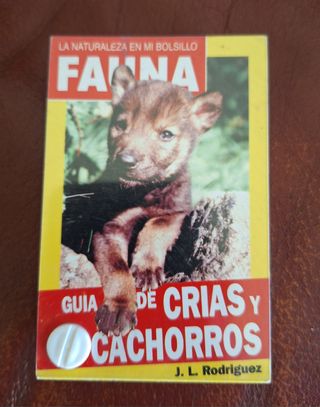 LA NATURALEZA EN MI BOLSILLO
FAUNA
GUIA DE CRIAS Y
CACHORROS
J. L. Rodriguez